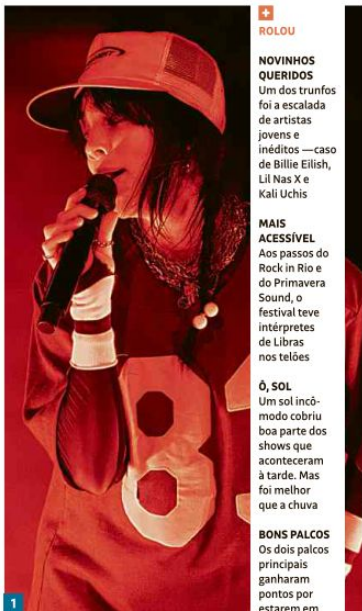 +
ROLOU
NOVINHOS
QUERIDOS
Um dos trunfos
foi a escalada
de artistas
jovens e
inéditos —caso
de Billie Eilish,
Lil Nas X e
Kali Uchis
MAIS
ACESSÍVEL
Aos passos do
Rock in Rio e
do Primavera
Sound, o
festival teve
intérpretes
de Libras
nos telões
Ô, SOL
Um sol incô-
modo cobriu
boa parte dos
shows que
aconteceram
à tarde. Mas
foi melhor
que a chuva
BONS PALCOS
Os dois palcos
principais
ganharam
pontos por
estarem em
8
1